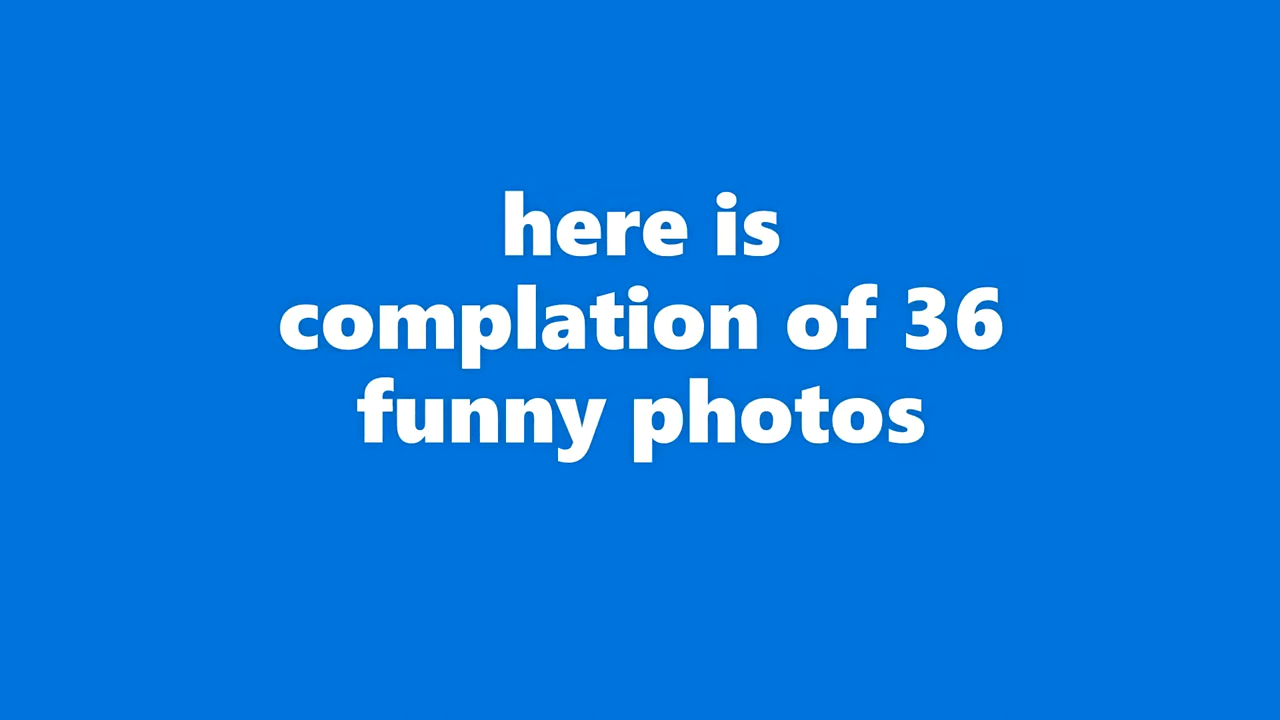 here is
complation of 36
funny photos